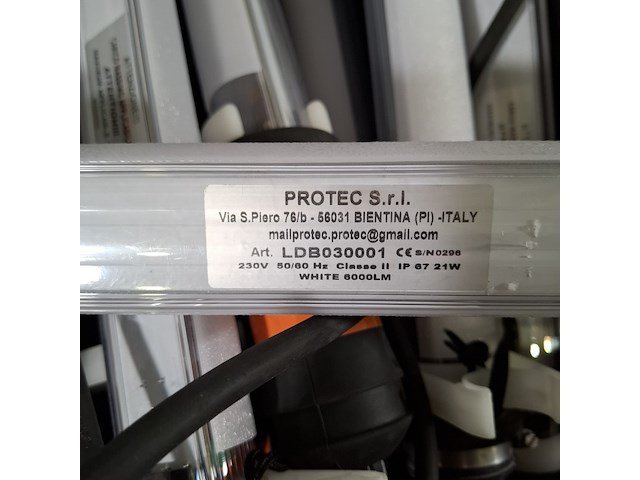 PROTEC S.r.l.
Via S.Piero 76/b - 56031 BIENTINA (PI) -ITALY
mailprotec.protec@gmail.com
Art. LDB030001 CE S/N0296
230V 50/60 Hz Classe II IP 67 21W
WHITE 6000LM